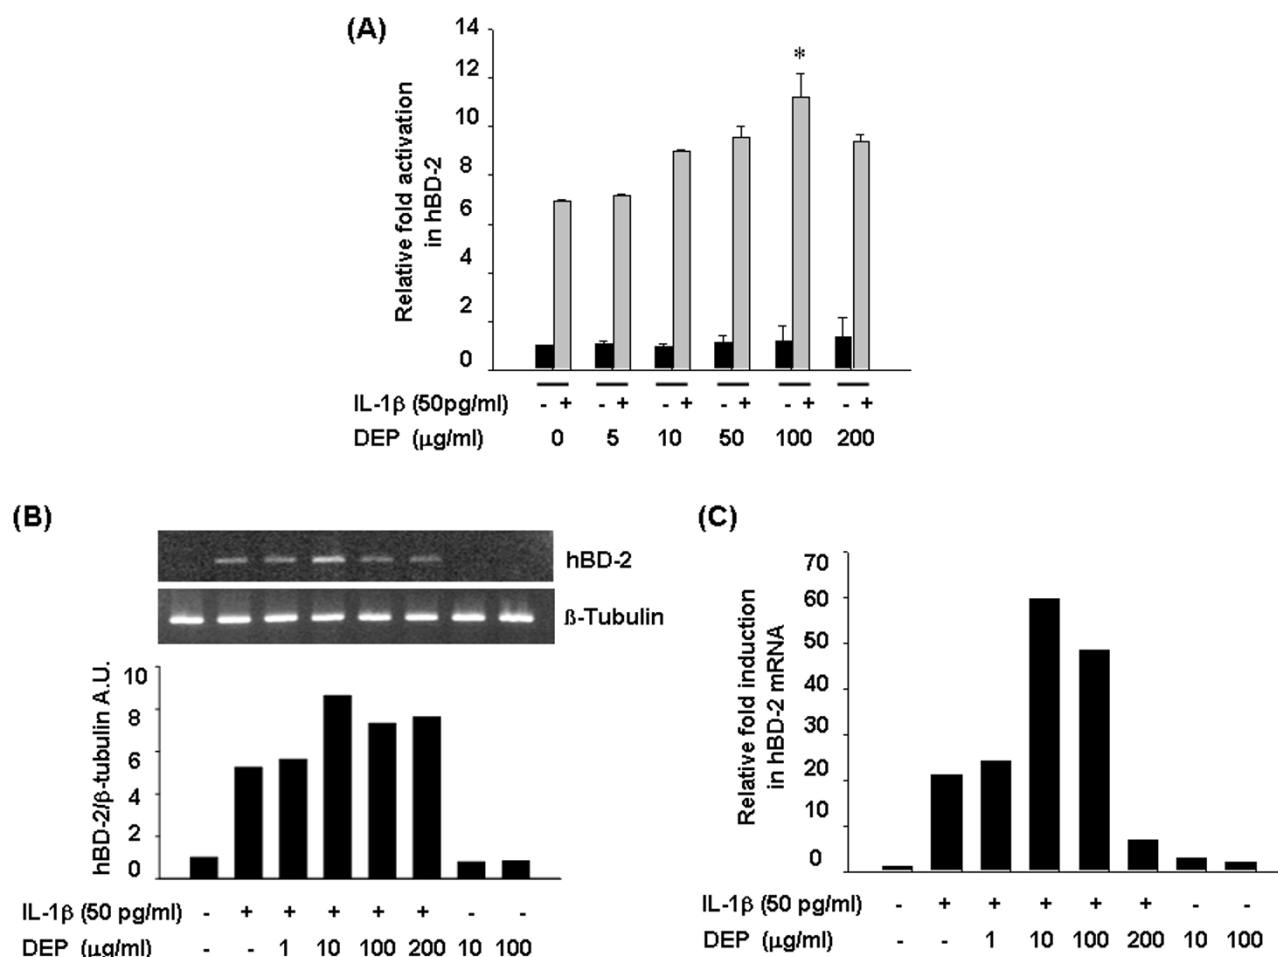 (A)
14
12
10
8
6
4
2
0
Relative fold activation
in hBD-2
*
IL-1β (50pg/ml) - + - + - + - + - + - +
DEP (μg/ml) 0 5 10 50 100 200
(B)
hBD-2
ß-Tubulin
10
8
6
4
2
0
hBD-2/β-tubulin A.U.
IL-1β (50 pg/ml) - + + + + + - -
DEP (μg/ml) - - 1 10 100 200 10 100
(C)
70
60
50
40
30
20
10
0
Relative fold induction
in hBD-2 mRNA
IL-1β (50 pg/ml) - + + + + + - -
DEP (μg/ml) - - 1 10 100 200 10 100